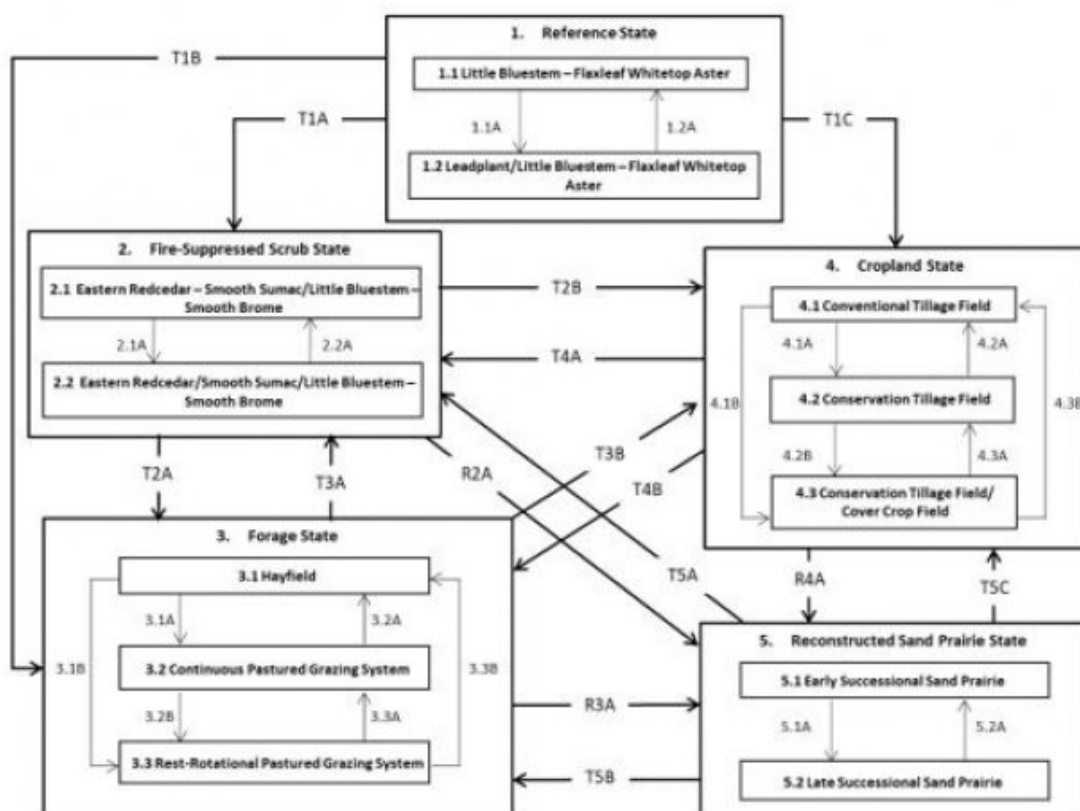 1. Reference State
1.1 Little Bluestem – Flaxleaf Whitetop Aster
1.1A
1.2A
1.2 Leadplant/Little Bluestem – Flaxleaf Whitetop
Aster
T1B
T1A
T1C
2. Fire-Suppressed Scrub State
2.1 Eastern Redcedar – Smooth Sumac/Little Bluestem –
Smooth Brome
2.1A
2.2A
2.2 Eastern Redcedar/Smooth Sumac/Little Bluestem –
Smooth Brome
T2B
T4A
4. Cropland State
4.1 Conventional Tillage Field
4.1A
4.2A
4.2 Conservation Tillage Field
4.1B
4.3B
4.2B
4.3A
4.3 Conservation Tillage Field/
Cover Crop Field
T2A
T3A
R2A
T3B
T4B
T5A
R4A
T5C
3. Forage State
3.1 Hayfield
3.1A
3.2A
3.2 Continuous Pastured Grazing System
3.1B
3.3B
3.2B
3.3A
3.3 Rest-Rotational Pastured Grazing System
R3A
T5B
5. Reconstructed Sand Prairie State
5.1 Early Successional Sand Prairie
5.1A
5.2A
5.2 Late Successional Sand Prairie